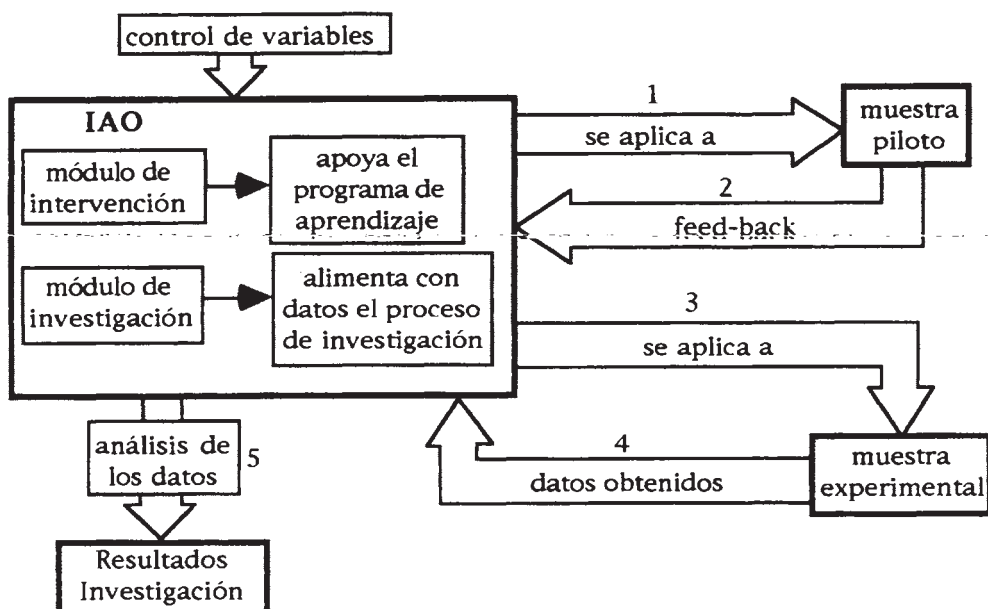 control de variables
IAO
módulo de
intervención
apoya el
programa de
aprendizaje
módulo de
investigación
alimenta con
datos el proceso
de investigación
1
se aplica a
muestra
piloto
2
feed-back
3
se aplica a
muestra
experimental
4
datos obtenidos
análisis de
los datos
5
Resultados
Investigación